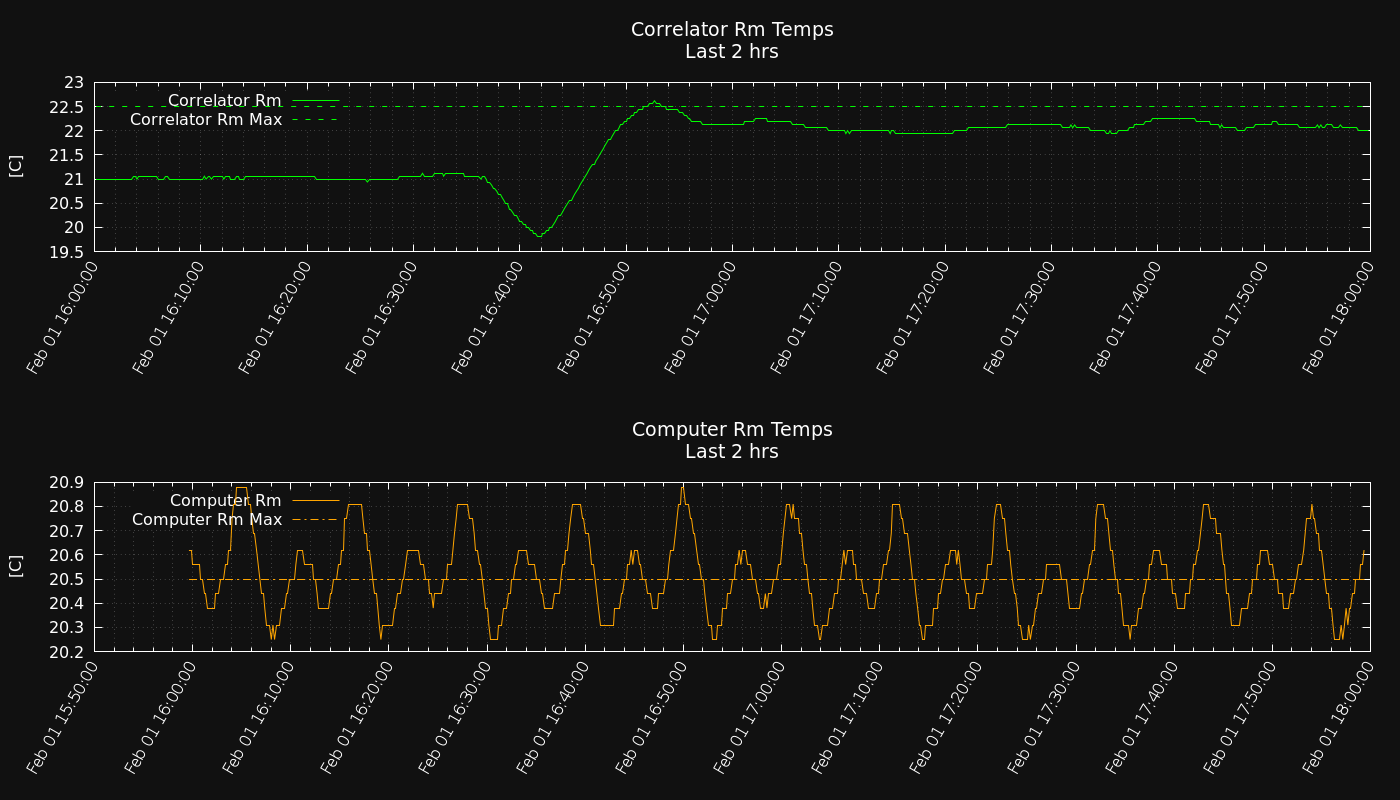 Correlator Rm Temps
Last 2 hrs
23
22.5
22
21.5
21
20.5
20
19.5
[C]
Correlator Rm
Correlator Rm Max
Feb 01 16:00:00
Feb 01 16:10:00
Feb 01 16:20:00
Feb 01 16:30:00
Feb 01 16:40:00
Feb 01 16:50:00
Feb 01 17:00:00
Feb 01 17:10:00
Feb 01 17:20:00
Feb 01 17:30:00
Feb 01 17:40:00
Feb 01 17:50:00
Feb 01 18:00:00
Computer Rm Temps
Last 2 hrs
20.9
20.8
20.7
20.6
20.5
20.4
20.3
20.2
[C]
Computer Rm
Computer Rm Max
Feb 01 15:50:00
Feb 01 16:00:00
Feb 01 16:10:00
Feb 01 16:20:00
Feb 01 16:30:00
Feb 01 16:40:00
Feb 01 16:50:00
Feb 01 17:00:00
Feb 01 17:10:00
Feb 01 17:20:00
Feb 01 17:30:00
Feb 01 17:40:00
Feb 01 17:50:00
Feb 01 18:00:00